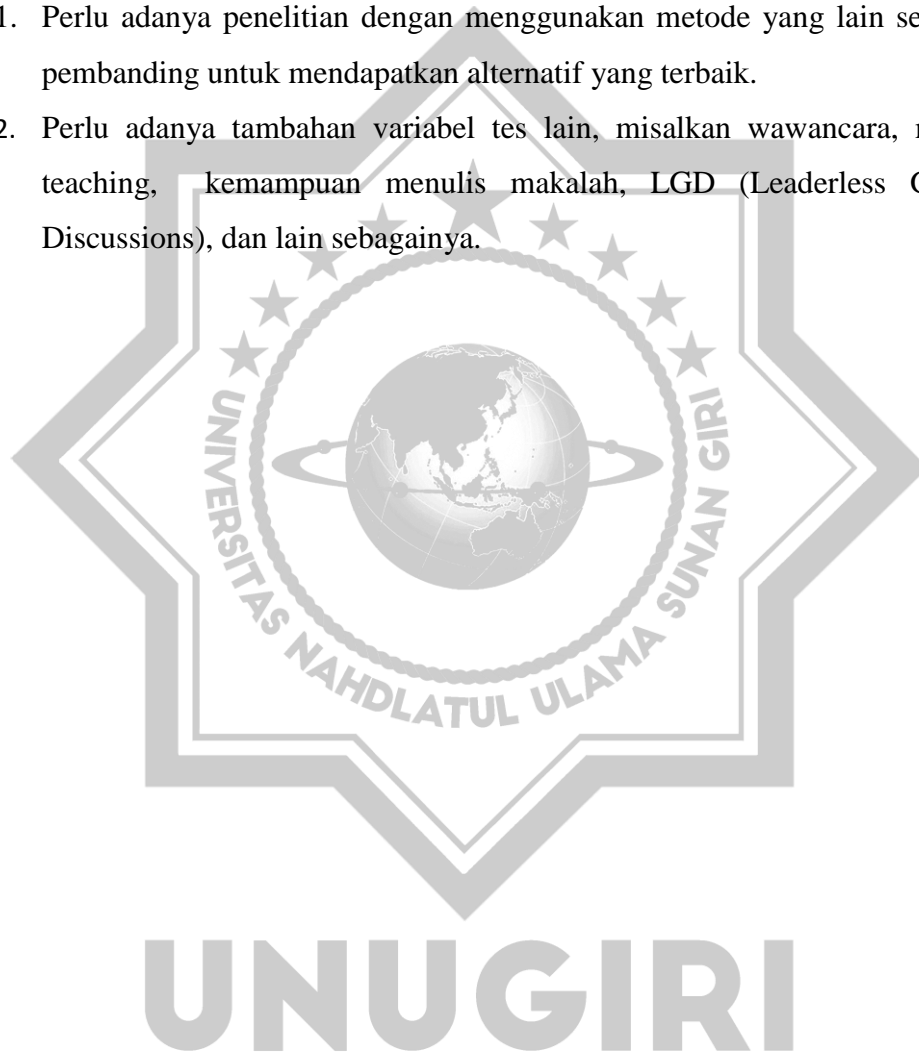 1. Perlu adanya penelitian dengan menggunakan metode yang lain
pembanding untuk mendapatkan alternatif yang terbaik.
2. Perlu adanya tambahan variabel tes lain, misalkan wawancara,
teaching, kemampuan menulis makalah, LGD (Leaderless
Discussions), dan lain sebagainya.
UNIVERSITAS NAHDLATUL ULAMA SUNAN GIRI
UNUGIRI